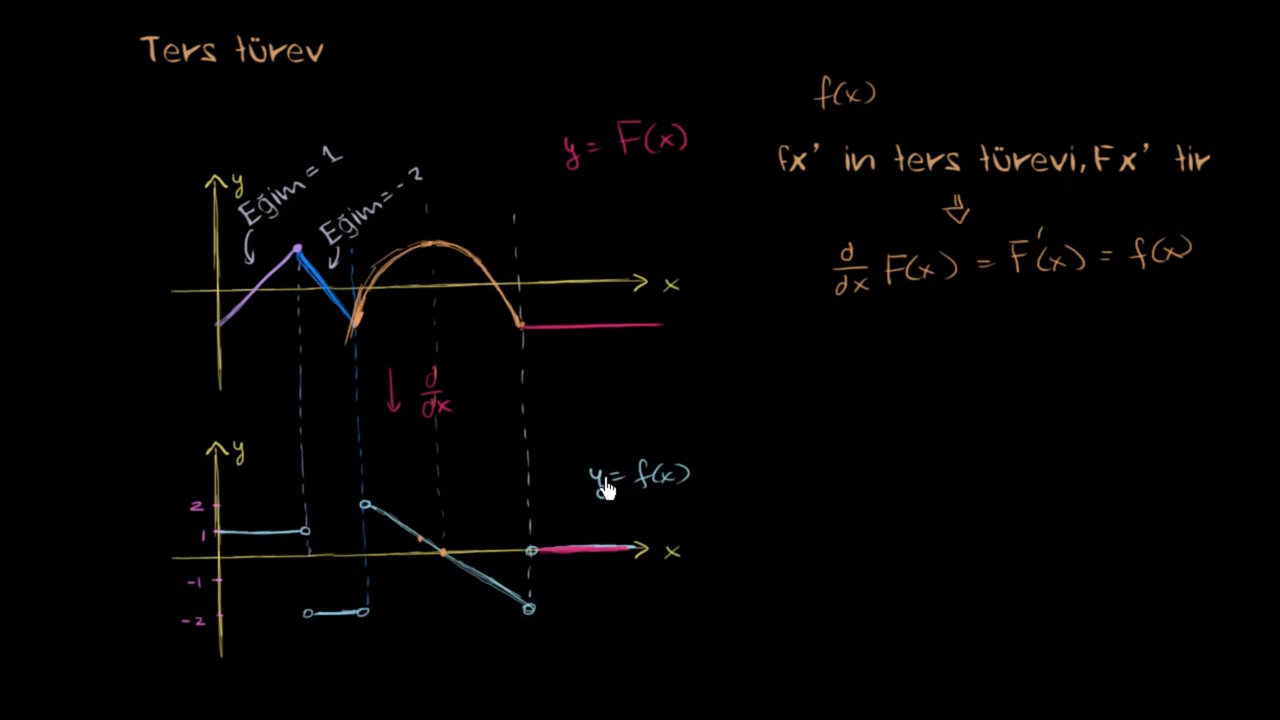 Ters türev
f(x)
y = F(x)
fx' in ters türevi, Fx' tir
⇓
Eğim = 1
Eğim = -2
y
x
d/dx F(x) = F'(x) = f(x)
↓ d/dx
y
y = f(x)
2
1
x
-1
-2